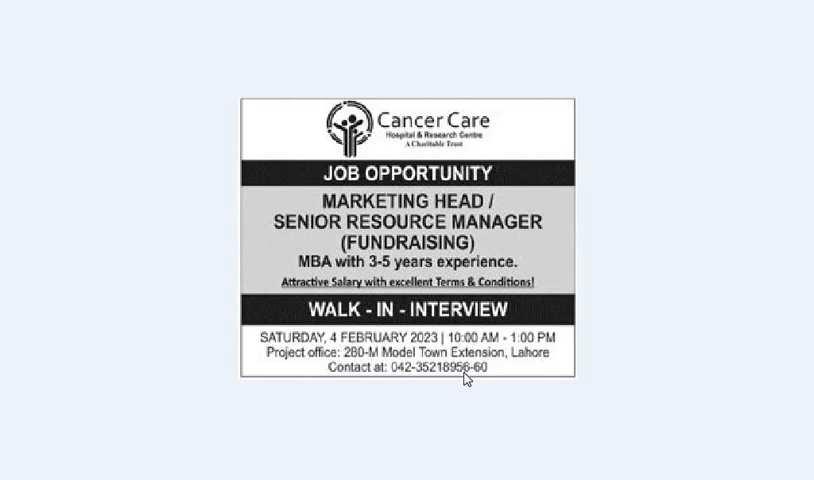 Cancer Care
Hospital & Research Centre
A Charitable Trust
JOB OPPORTUNITY
MARKETING HEAD /
SENIOR RESOURCE MANAGER
(FUNDRAISING)
MBA with 3-5 years experience.
Attractive Salary with excellent Terms & Conditions!
WALK - IN - INTERVIEW
SATURDAY, 4 FEBRUARY 2023 | 10:00 AM - 1:00 PM
Project office: 280-M Model Town Extension, Lahore
Contact at: 042-35218956-60